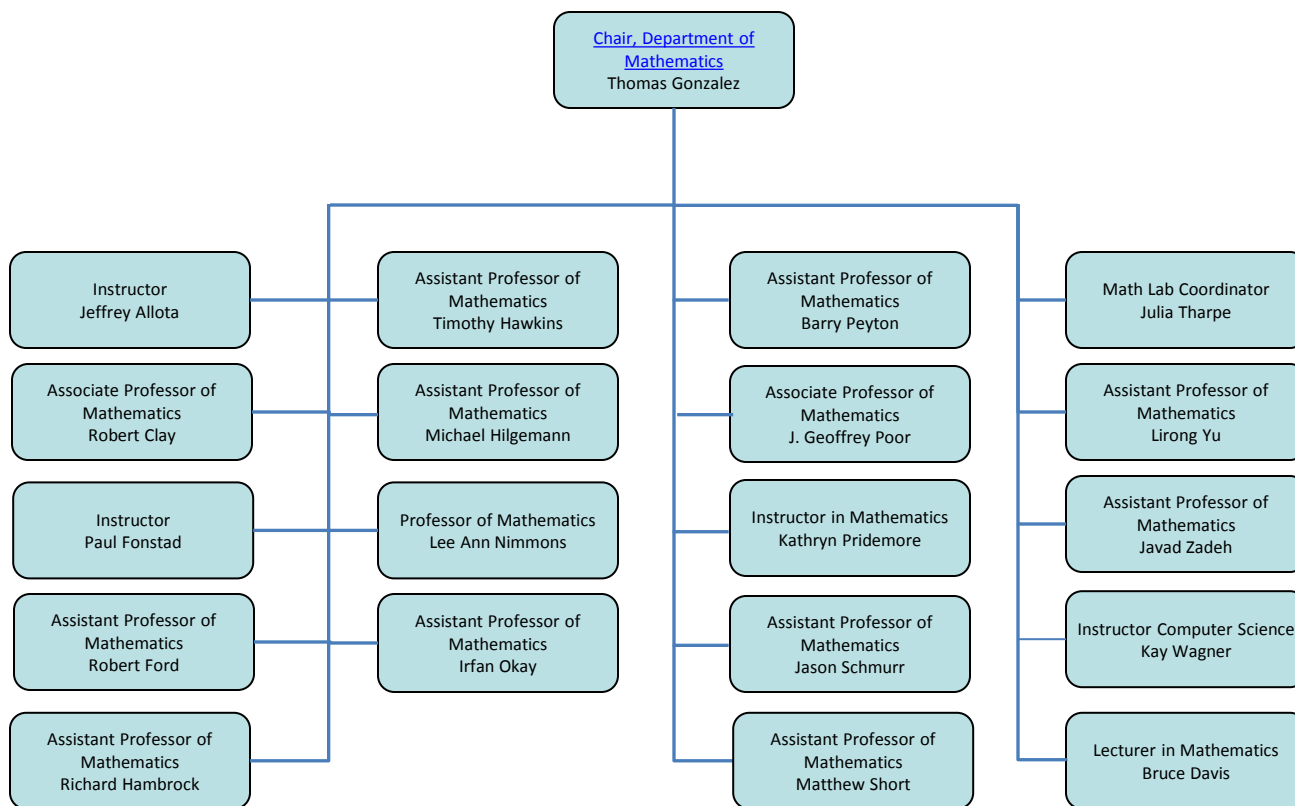 Chair, Department of
Mathematics
Thomas Gonzalez
Instructor
Jeffrey Allota
Associate Professor of
Mathematics
Robert Clay
Instructor
Paul Fonstad
Assistant Professor of
Mathematics
Robert Ford
Assistant Professor of
Mathematics
Richard Hambrock
Assistant Professor of
Mathematics
Timothy Hawkins
Assistant Professor of
Mathematics
Michael Hilgemann
Professor of Mathematics
Lee Ann Nimmons
Assistant Professor of
Mathematics
Irfan Okay
Assistant Professor of
Mathematics
Barry Peyton
Associate Professor of
Mathematics
J. Geoffrey Poor
Instructor in Mathematics
Kathryn Pridemore
Assistant Professor of
Mathematics
Jason Schmurr
Assistant Professor of
Mathematics
Matthew Short
Math Lab Coordinator
Julia Tharpe
Assistant Professor of
Mathematics
Lirong Yu
Assistant Professor of
Mathematics
Javad Zadeh
Instructor Computer Science
Kay Wagner
Lecturer in Mathematics
Bruce Davis